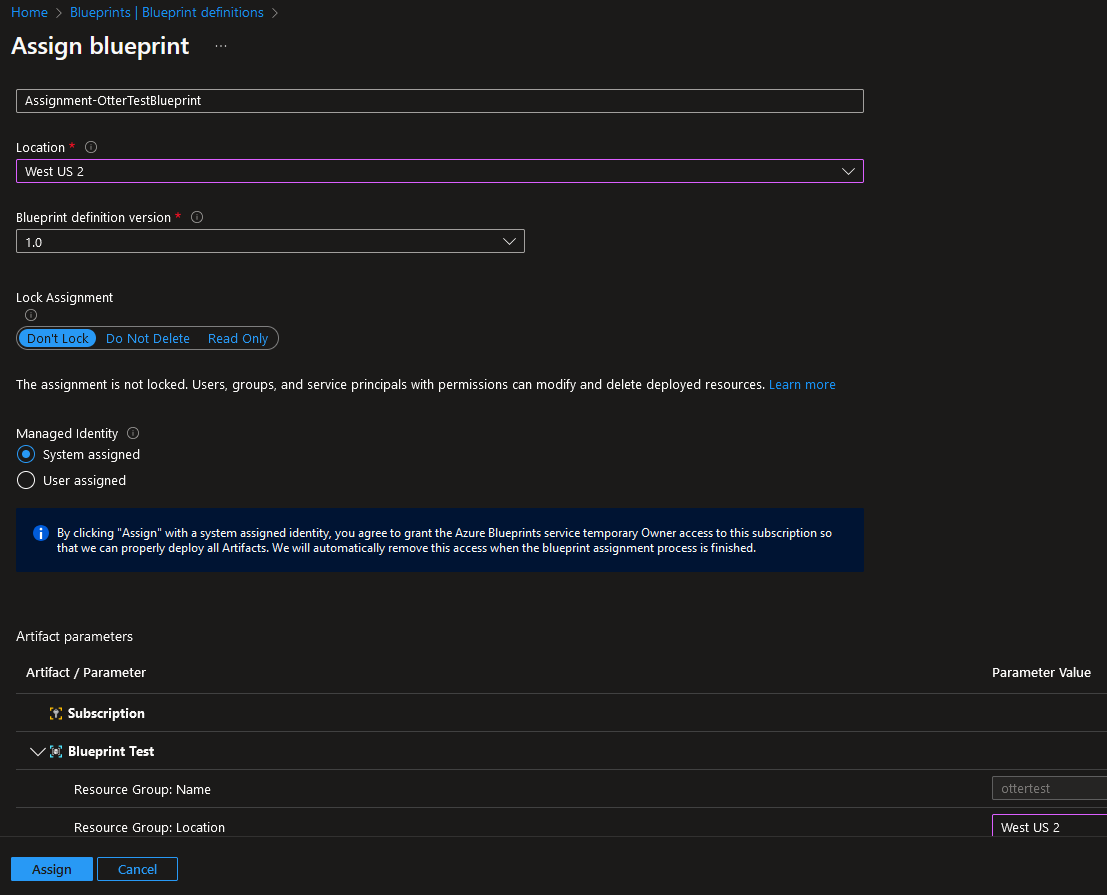 Home > Blueprints | Blueprint definitions >
Assign blueprint ...
Assignment-OtterTestBlueprint
Location *
West US 2
Blueprint definition version *
1.0
Lock Assignment
Don't Lock Do Not Delete Read Only
The assignment is not locked. Users, groups, and service principals with permissions can modify and delete deployed resources. Learn more
Managed Identity
System assigned
User assigned
By clicking "Assign" with a system assigned identity, you agree to grant the Azure Blueprints service temporary Owner access to this subscription so
that we can properly deploy all Artifacts. We will automatically remove this access when the blueprint assignment process is finished.
Artifact parameters
Artifact / Parameter Parameter Value
Subscription
Blueprint Test
Resource Group: Name ottertest
Resource Group: Location West US 2
Assign Cancel